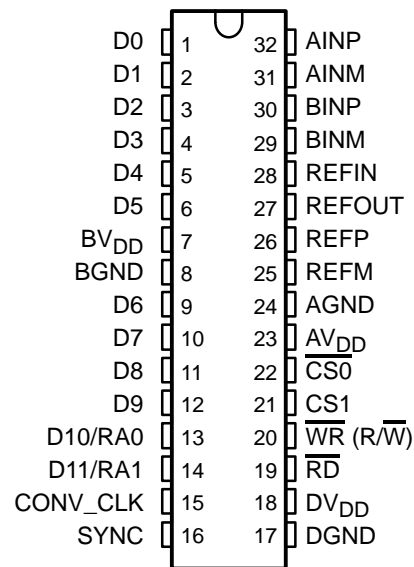 D0 1 32 AINP
D1 2 31 AINM
D2 3 30 BINP
D3 4 29 BINM
D4 5 28 REFIN
D5 6 27 REFOUT
BVDD 7 26 REFP
BGND 8 25 REFM
D6 9 24 AGND
D7 10 23 AVDD
D8 11 22 C̅S̅0̅
D9 12 21 CS1
D10/RA0 13 20 W̅R̅ (R/W̅)
D11/RA1 14 19 R̅D̅
CONV_CLK 15 18 DVDD
SYNC 16 17 DGND